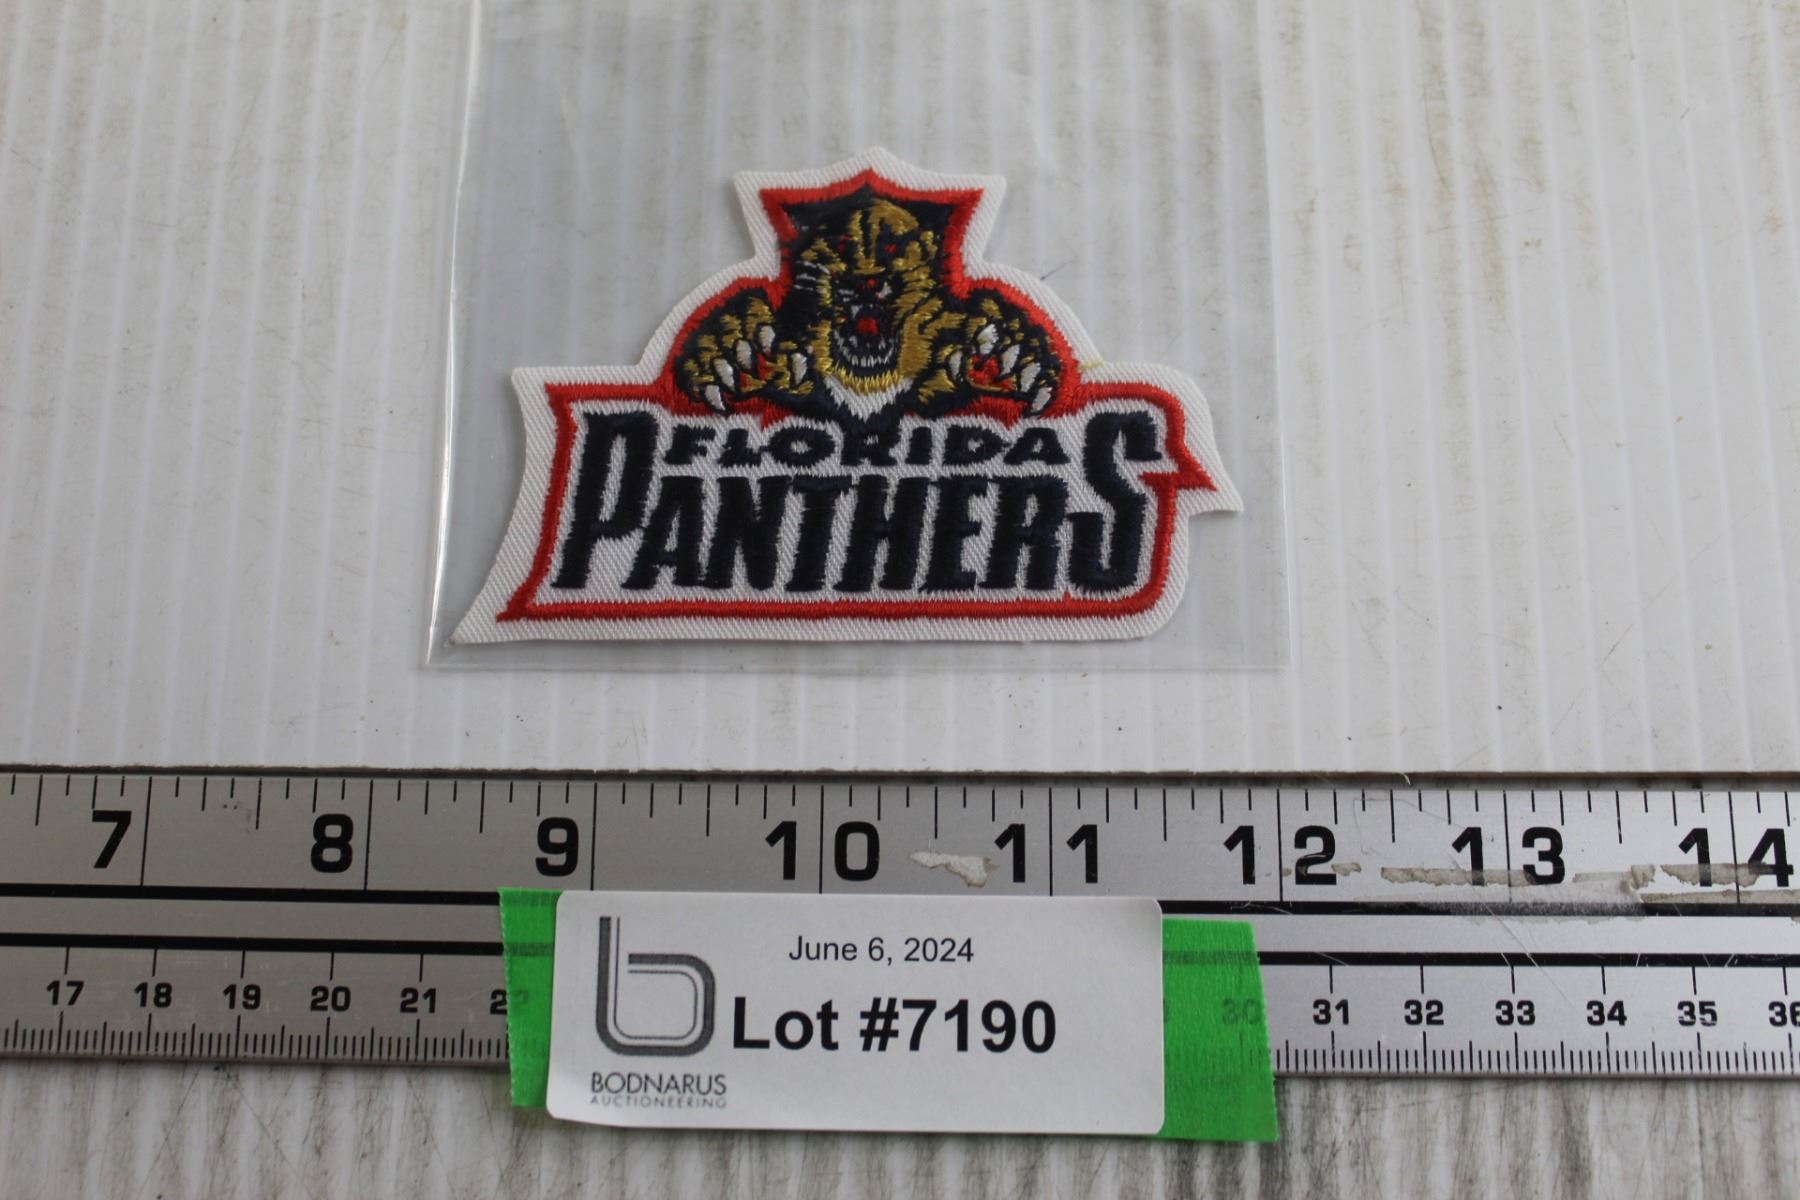 FLORIDA
PANTHERS
7 8 9 10 11 12 13 14
17 18 19 20 21 30 31 32 33 34 35 36
June 6, 2024
Lot #7190
BODNARUS
AUCTIONEERING